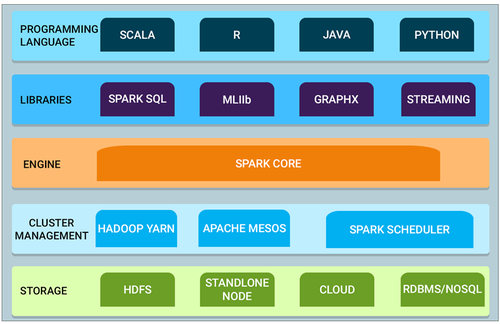 PROGRAMMING
LANGUAGE
SCALA
R
JAVA
PYTHON
LIBRARIES
SPARK SQL
MLIIb
GRAPHX
STREAMING
ENGINE
SPARK CORE
CLUSTER
MANAGEMENT
HADOOP YARN
APACHE MESOS
SPARK SCHEDULER
STORAGE
HDFS
STANDLONE
NODE
CLOUD
RDBMS/NOSQL